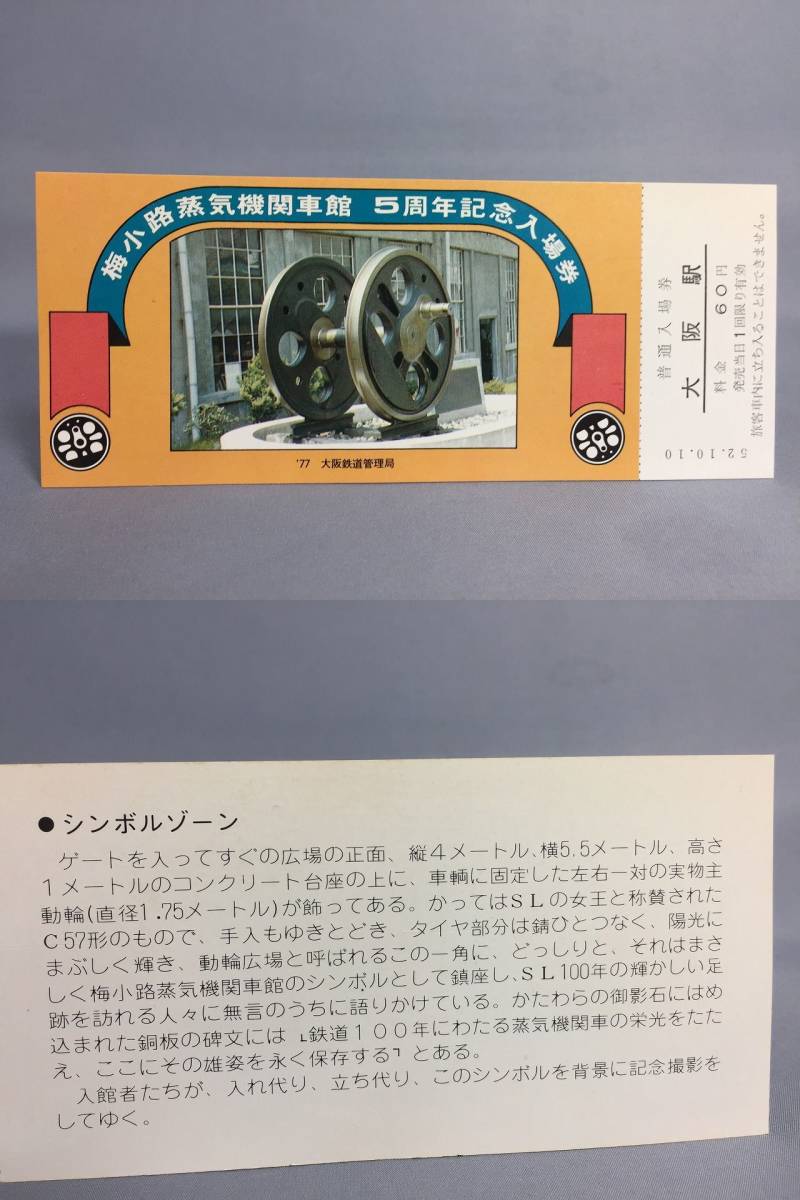 梅小路蒸気機関車館 5周年記念入場券
'77 大阪鉄道管理局
普通入場券
大阪駅
料金 60円
発売当日1回限り有効
旅客車内に立ち入ることはできません。
52.10.10
●シンボルゾーン
ゲートを入ってすぐの広場の正面、縦4メートル、横5.5メートル、高さ
1メートルのコンクリート台座の上に、車輌に固定した左右一対の実物主
動輪(直径1.75メートル)が飾ってある。かつてはSLの女王と称賛された
C57形のもので、手入もゆきとどき、タイヤ部分は錆ひとつなく、陽光に
まぶしく輝き、動輪広場と呼ばれるこの一角に、どっしりと、それはまさ
しく梅小路蒸気機関車館のシンボルとして鎮座し、SL100年の輝かしい足
跡を訪れる人々に無言のうちに語りかけている。かたわらの御影石にはめ
込まれた銅板の碑文には「鉄道100年にわたる蒸気機関車の栄光をたた
え、ここにその雄姿を永く保存する」とある。
入館者たちが、入れ代り、立ち代り、このシンボルを背景に記念撮影を
してゆく。